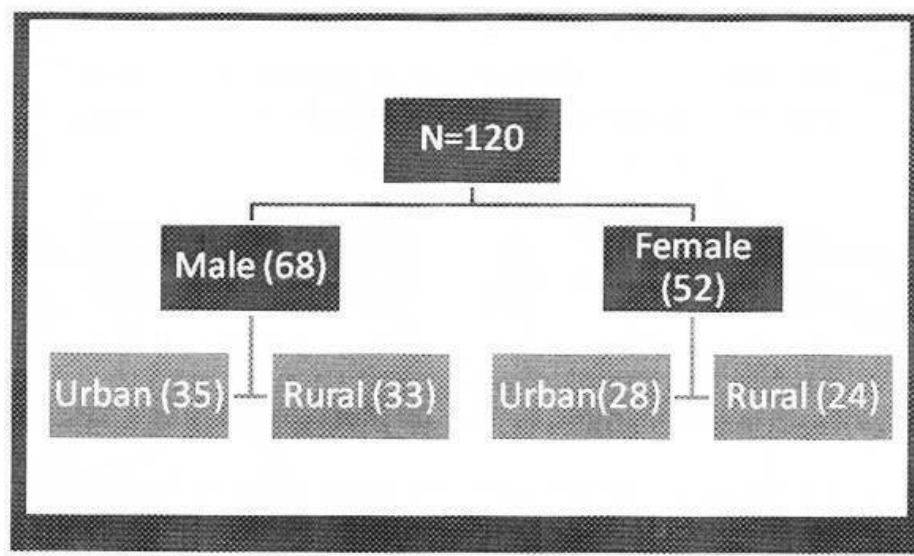 N=120
Male (68)
Female
(52)
Urban (35)
Rural (33)
Urban(28)
Rural (24)